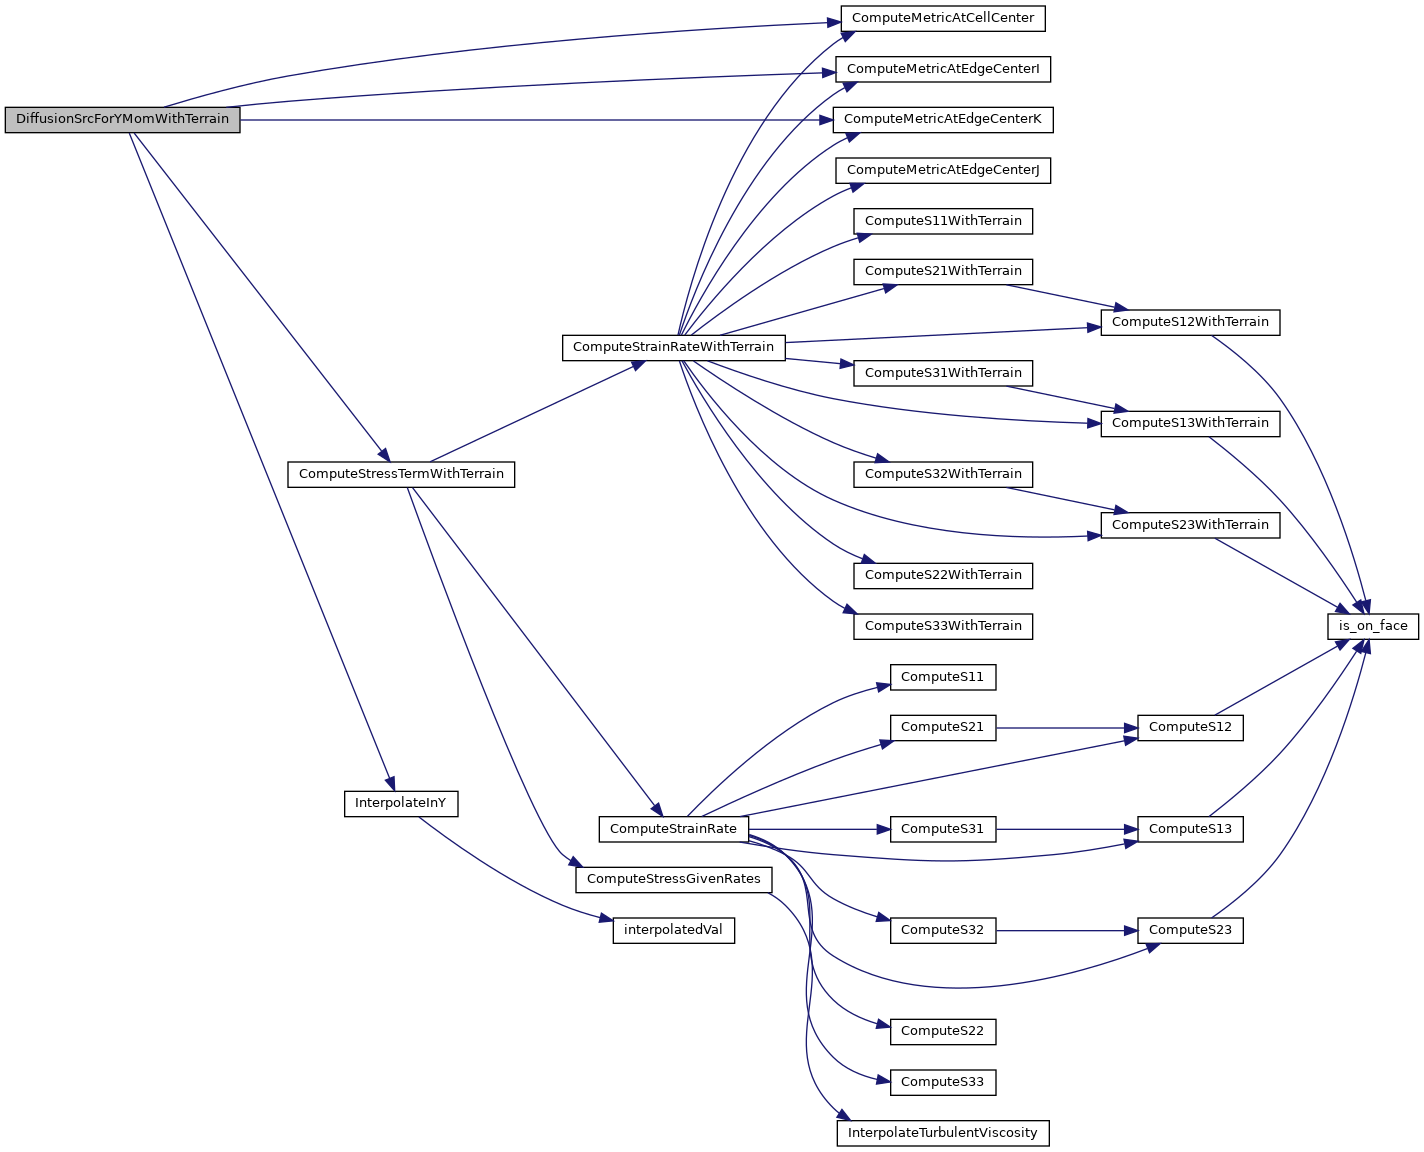 ComputeMetricAtCellCenter
ComputeMetricAtEdgeCenterI
DiffusionSrcForYMomWithTerrain
ComputeMetricAtEdgeCenterK
ComputeMetricAtEdgeCenterJ
ComputeS11WithTerrain
ComputeS21WithTerrain
ComputeS12WithTerrain
ComputeStrainRateWithTerrain
ComputeS31WithTerrain
ComputeS13WithTerrain
ComputeStressTermWithTerrain
ComputeS32WithTerrain
ComputeS23WithTerrain
ComputeS22WithTerrain
ComputeS33WithTerrain
is_on_face
ComputeS11
ComputeS21
ComputeS12
InterpolateInY
ComputeStrainRate
ComputeS31
ComputeS13
ComputeStressGivenRates
interpolatedVal
ComputeS32
ComputeS23
ComputeS22
ComputeS33
InterpolateTurbulentViscosity